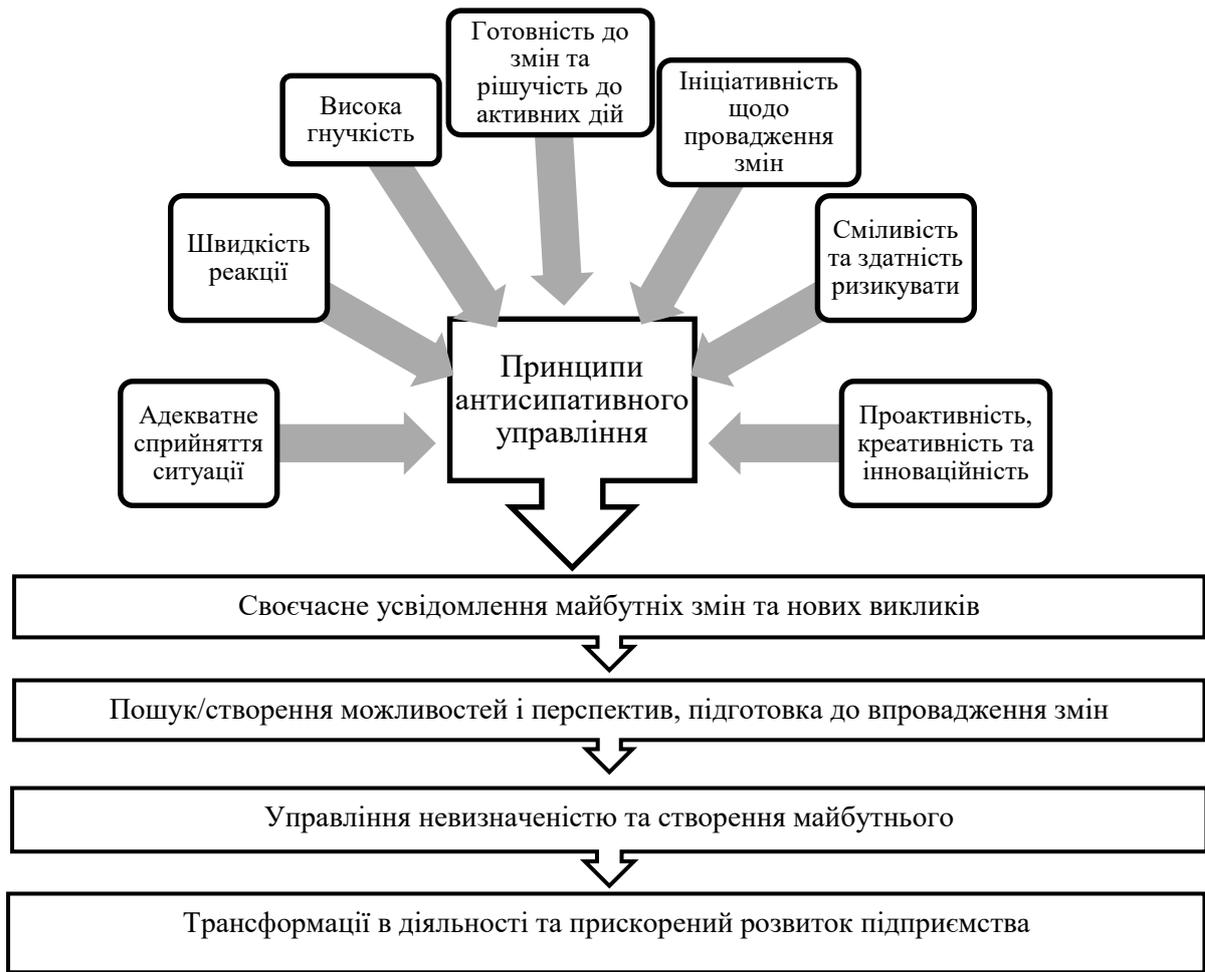 Готовність до
змін та
рішучість до
активних дій
Ініціативність
щодо
провадження
змін
Висока
гнучкість
Швидкість
реакції
Сміливість
та здатність
ризикувати
Адекватне
сприйняття
ситуації
Принципи
антисипативного
управління
Проактивність,
креативність та
інноваційність
Своєчасне усвідомлення майбутніх змін та нових викликів
Пошук/створення можливостей і перспектив, підготовка до впровадження змін
Управління невизначеністю та створення майбутнього
Трансформації в діяльності та прискорений розвиток підприємства